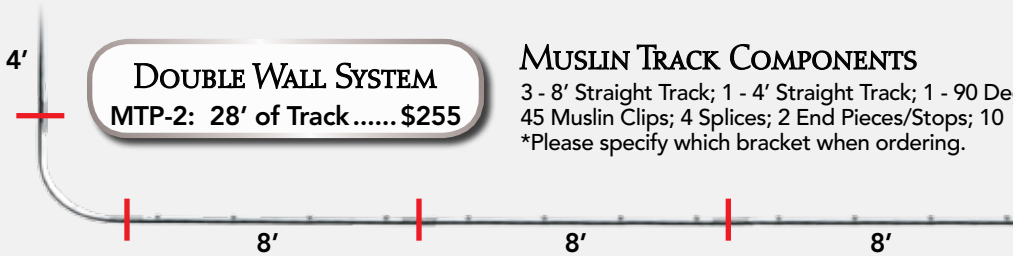 4’
DOUBLE WALL SYSTEM
MTP-2: 28’ of Track ...... $255
MUSLIN TRACK COMPONENTS
3 - 8’ Straight Track; 1 - 4’ Straight Track; 1 - 90
45 Muslin Clips; 4 Splices; 2 End Pieces/Stops; 10
*Please specify which bracket when ordering.
8’ 8’ 8’